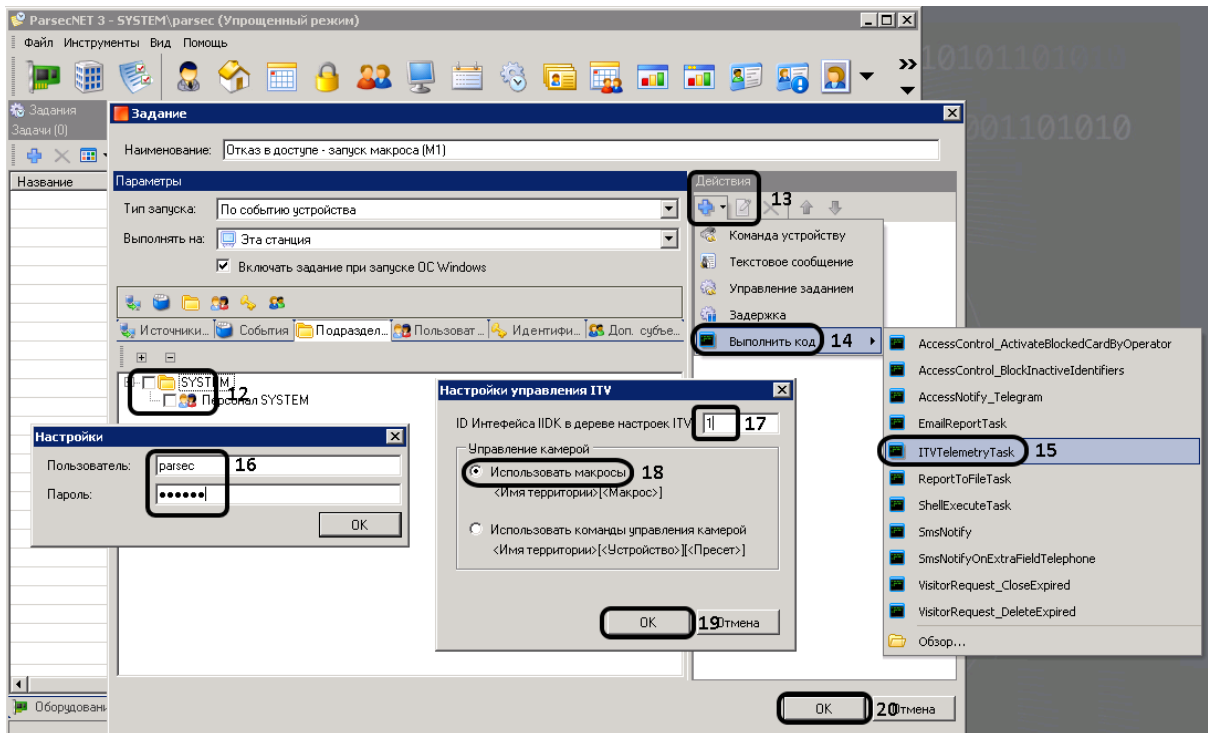 ParsecNET 3 - SYSTEM\parsec (Упрощенный режим)
Файл Инструменты Вид Помощь
Задания
Задачи (0)
Название
Задание
Наименование: Отказ в доступе - запуск макроса (М1)
Параметры
Тип запуска: По событию устройства
Выполнять на: Эта станция
Включать задание при запуске ОС Windows
Источники... События Подраздел... Пользоват... Идентифи... Доп. субъе...
SYSTEM
12
Персонал SYSTEM
Действия
13
Команда устройству
Текстовое сообщение
Управление заданием
Задержка
Выполнить код 14
AccessControl_ActivateBlockedCardByOperator
AccessControl_BlockInactiveIdentifiers
AccessNotify_Telegram
EmailReportTask
ITVTelemetryTask 15
ReportToFileTask
ShellExecuteTask
SmsNotify
SmsNotifyOnExtraFieldTelephone
VisitorRequest_CloseExpired
VisitorRequest_DeleteExpired
Обзор...
Настройки
Пользователь: parsec 16
Пароль: ●●●●●●
OK
Настройки управления ITV
ID Интефейса IIDK в дереве настроек ITV 1 17
Управление камерой
Использовать макросы 18
<Имя территории>[<Макрос>]
Использовать команды управления камерой
<Имя территории>[<Устройство>][<Пресет>]
OK 19 Отмена
OK 20 Отмена
101011010
001101010